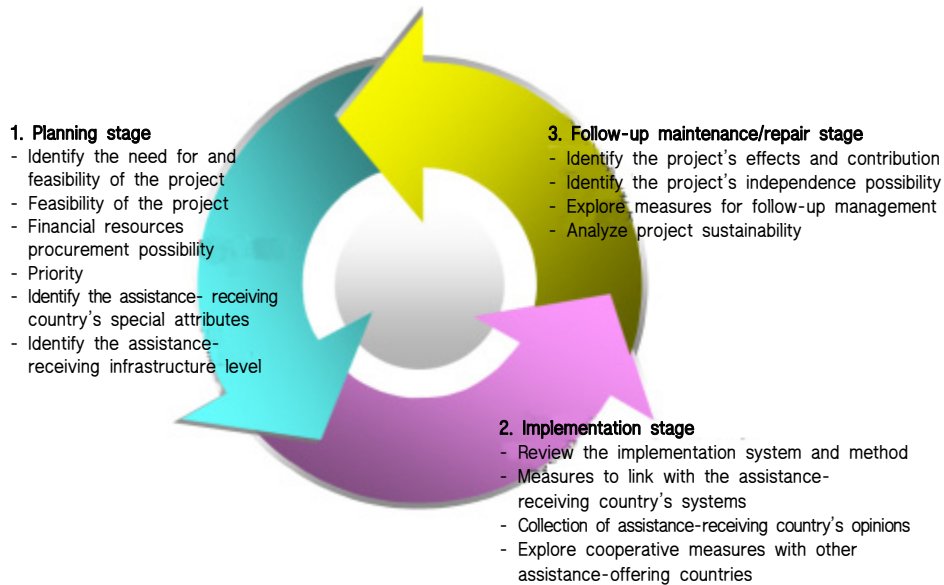 1. Planning stage
- Identify the need for and
feasibility of the project
- Feasibility of the project
- Financial resources
procurement possibility
- Priority
- Identify the assistance- receiving
country's special attributes
- Identify the assistance-
receiving infrastructure level
3. Follow-up maintenance/repair stage
- Identify the project's effects and contribution
- Identify the project's independence possibility
- Explore measures for follow-up management
- Analyze project sustainability
2. Implementation stage
- Review the implementation system and method
- Measures to link with the assistance-
receiving country's systems
- Collection of assistance-receiving country's opinions
- Explore cooperative measures with other
assistance-offering countries